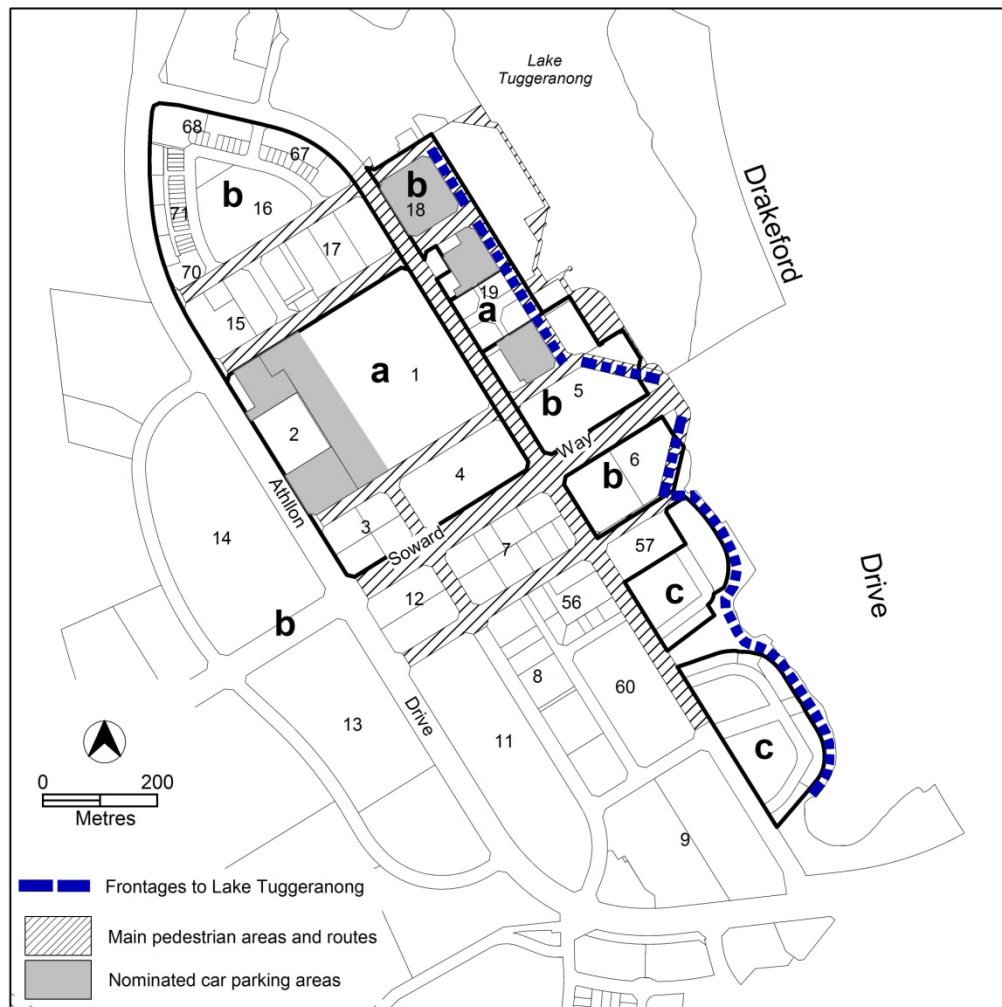 Lake
Tuggeranong
Drakeford
Drive
68
67
b
16
71
70
b
18
17
15
19
a
a
1
2
b
5
Way
4
b
6
Athllon
3
Soward
7
57
14
12
c
56
b
8
60
13
Drive
11
c
9
0
200
Metres
Frontages to Lake Tuggeranong
Main pedestrian areas and routes
Nominated car parking areas